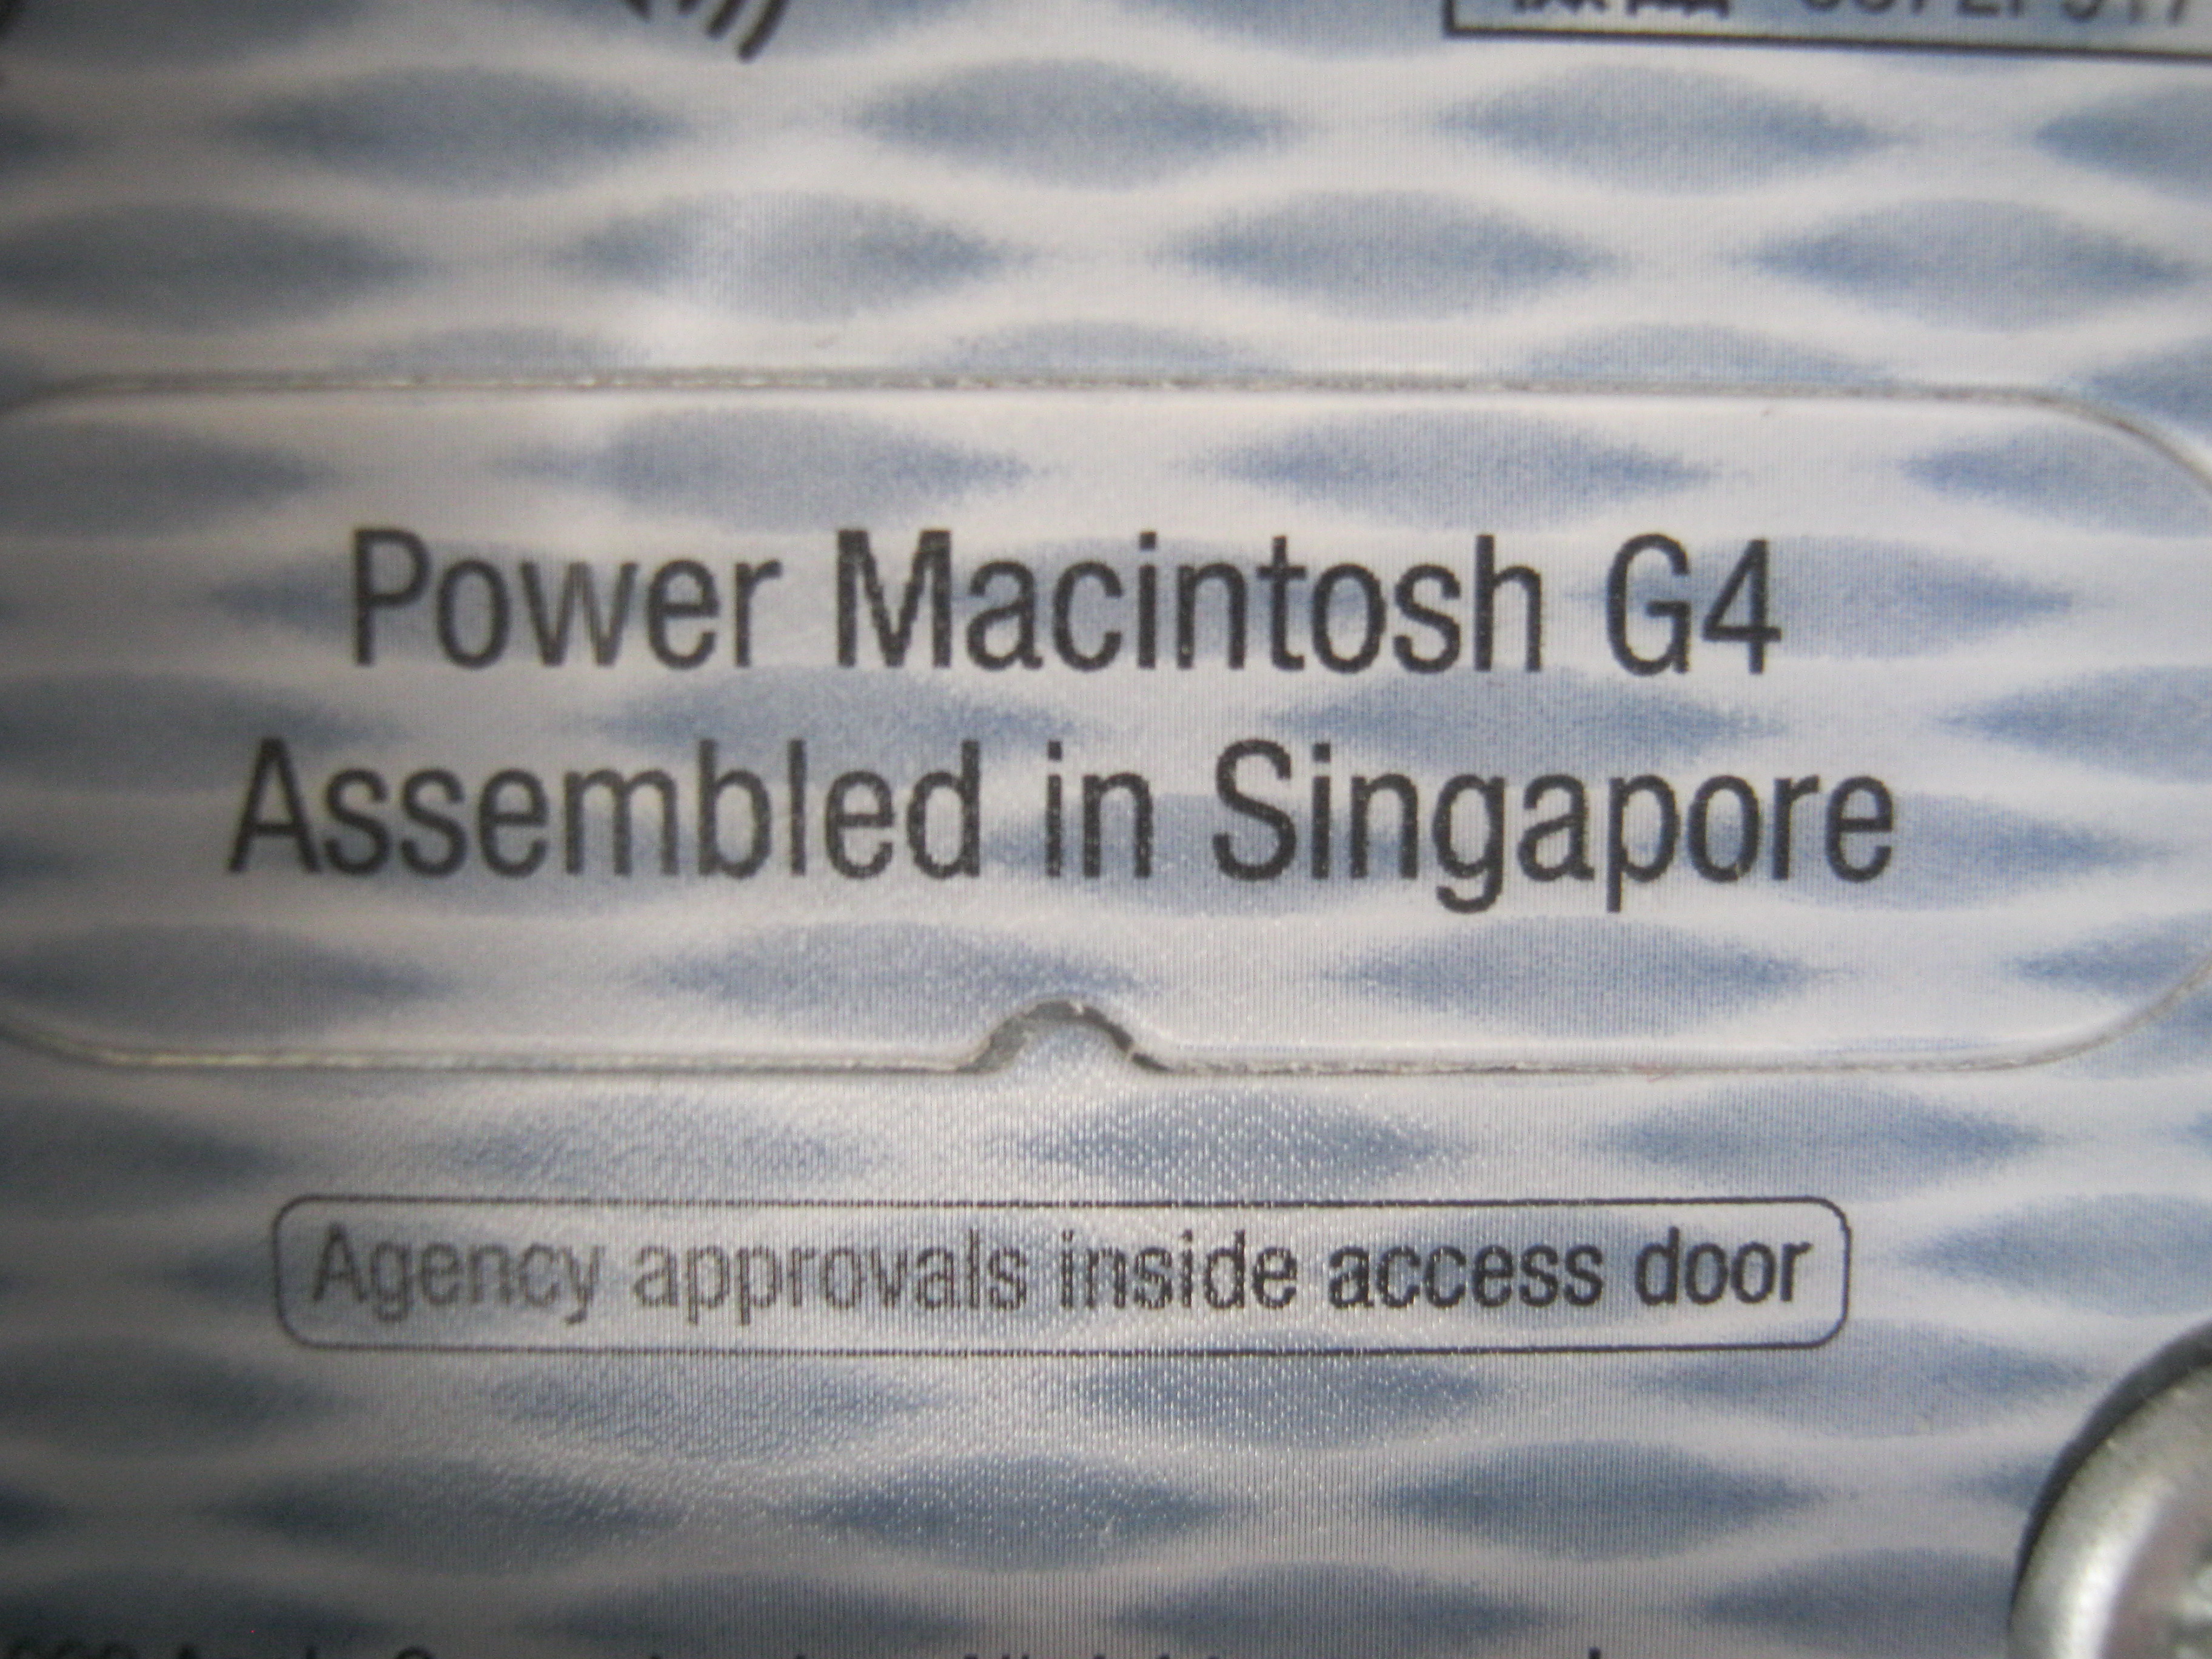 Power Macintosh G4
Assembled in Singapore
Agency approvals inside access door